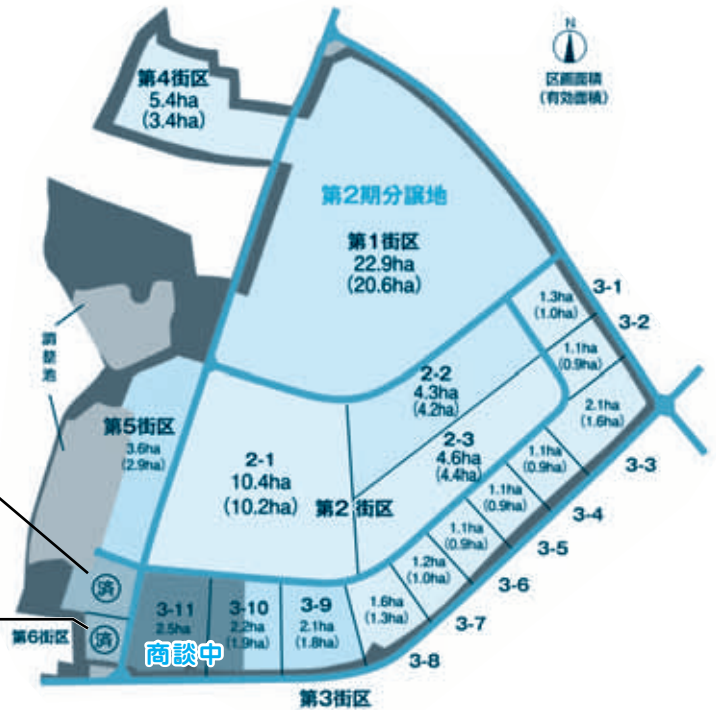 N
区画面積
(有効面積)
第4街区
5.4ha
(3.4ha)
第2期分譲地
第1街区
22.9ha
(20.6ha)
調整池
第5街区
3.6ha
(2.9ha)
2-1
10.4ha
(10.2ha)
第2街区
2-2
4.3ha
(4.2ha)
2-3
4.6ha
(4.4ha)
1.3ha
(1.0ha)
3-1
1.1ha
(0.9ha)
3-2
2.1ha
(1.6ha)
3-3
1.1ha
(0.9ha)
3-4
1.1ha
(0.9ha)
3-5
1.1ha
(0.9ha)
3-6
1.2ha
(1.0ha)
3-7
1.6ha
(1.3ha)
3-8
3-9
2.1ha
(1.8ha)
3-10
2.2ha
(1.9ha)
3-11
2.5ha
商談中
済
済
第6街区
第3街区